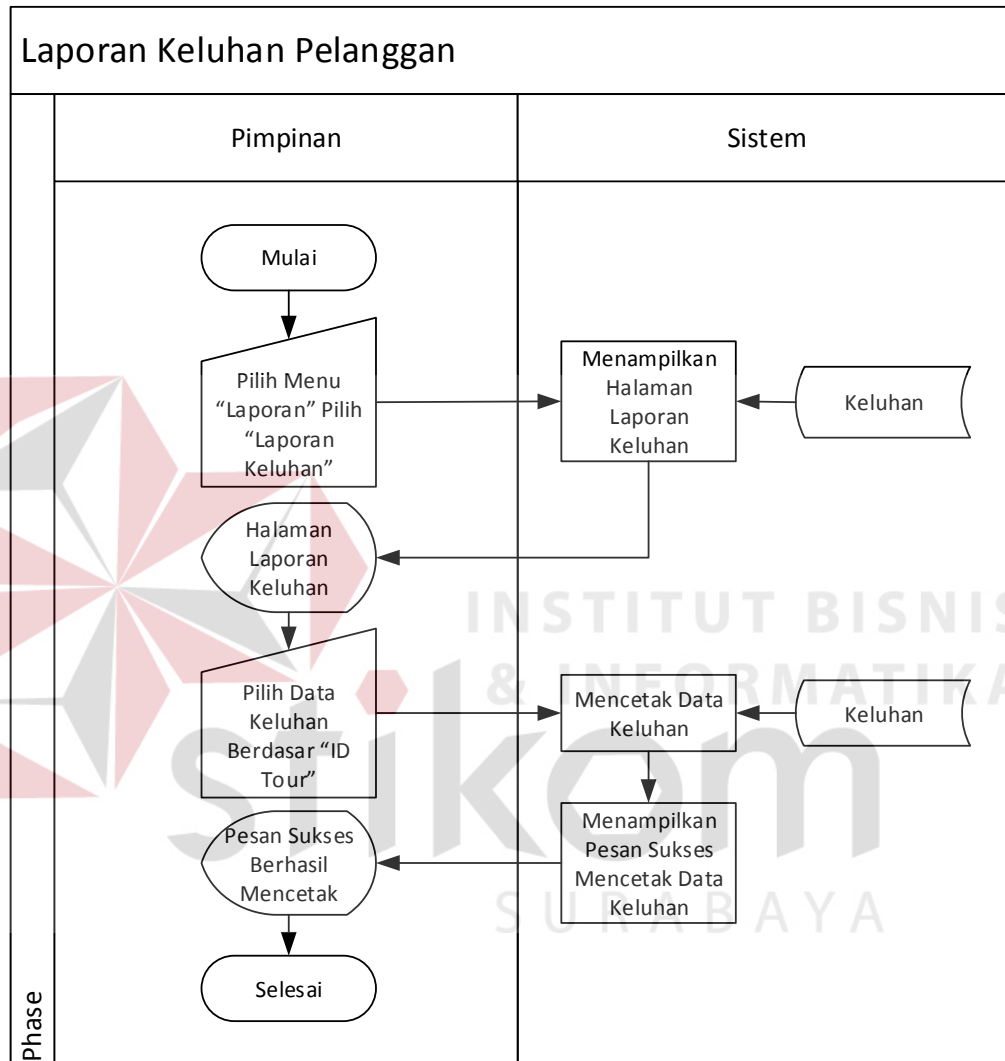 Laporan Keluhan Pelanggan
Pimpinan
Sistem
Mulai
Pilih Menu
“Laporan” Pilih
“Laporan
Keluhan”
Menampilkan
Halaman
Laporan
Keluhan
Keluhan
Halaman
Laporan
Keluhan
Pilih Data
Keluhan
Berdasar “ID
Tour”
Mencetak Data
Keluhan
Keluhan
Menampilkan
Pesan Sukses
Mencetak Data
Keluhan
Pesan Sukses
Berhasil
Mencetak
Selesai
Phase
INSTITUT BISNIS
& INFORMATIKA
stikom
SURABAYA